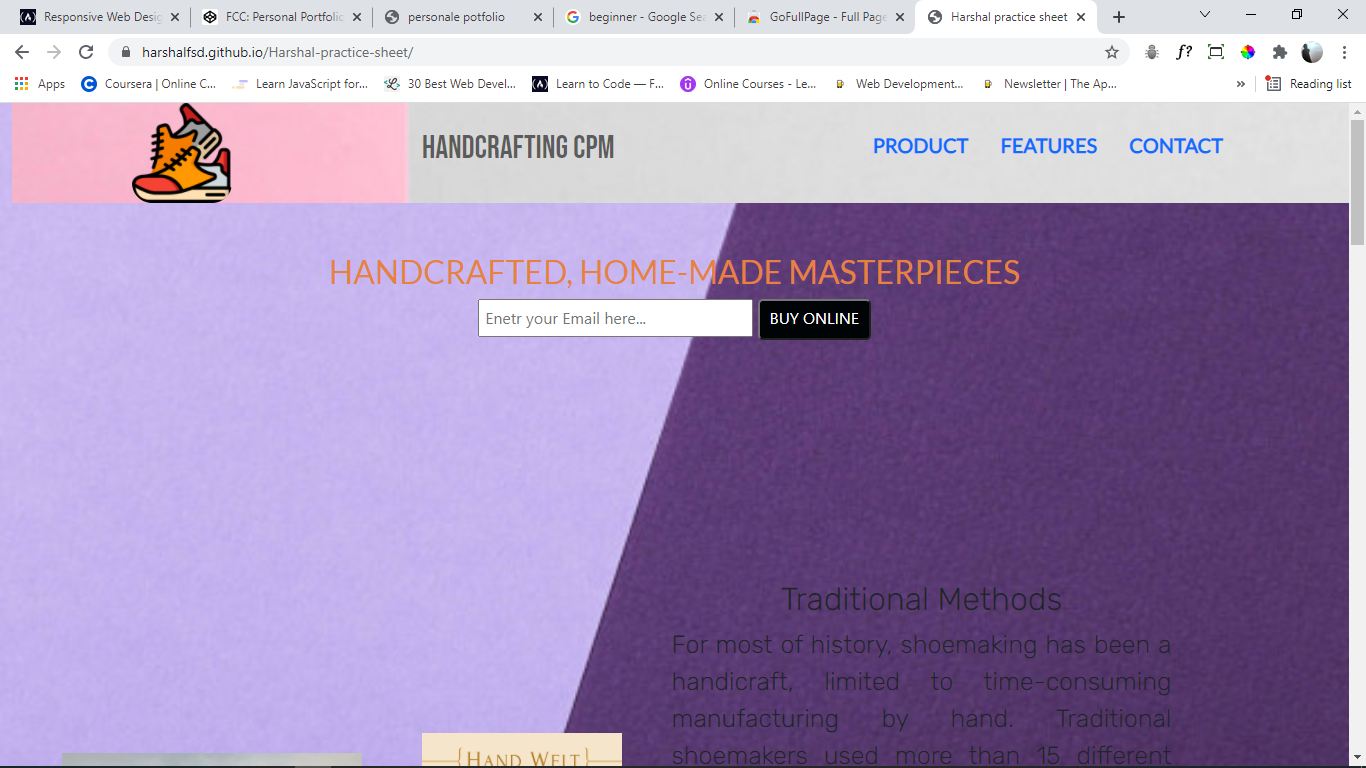 Responsive Web Desig
FCC: Personal Portfolio
personale potfolio
beginner - Google Sea
GoFullPage - Full Page
Harshal practice sheet
harshalfsd.github.io/Harshal-practice-sheet/
f?
Apps
Coursera | Online C...
Learn JavaScript for...
30 Best Web Devel...
Learn to Code — F...
Online Courses - Le...
Web Development...
Newsletter | The Ap...
»
Reading list
HANDCRAFTING CPM
PRODUCT
FEATURES
CONTACT
HANDCRAFTED, HOME-MADE MASTERPIECES
Enetr your Email here...
BUY ONLINE
Traditional Methods
For most of history, shoemaking has been a
handicraft, limited to time-consuming
manufacturing by hand. Traditional
shoemakers used more than 15 different
{HAND WELT}